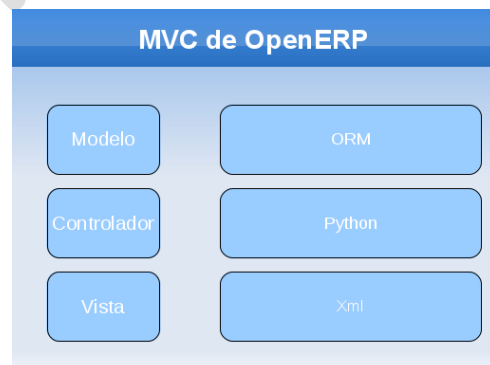 MVC de OpenERP
Modelo ORM
Controlador Python
Vista Xml